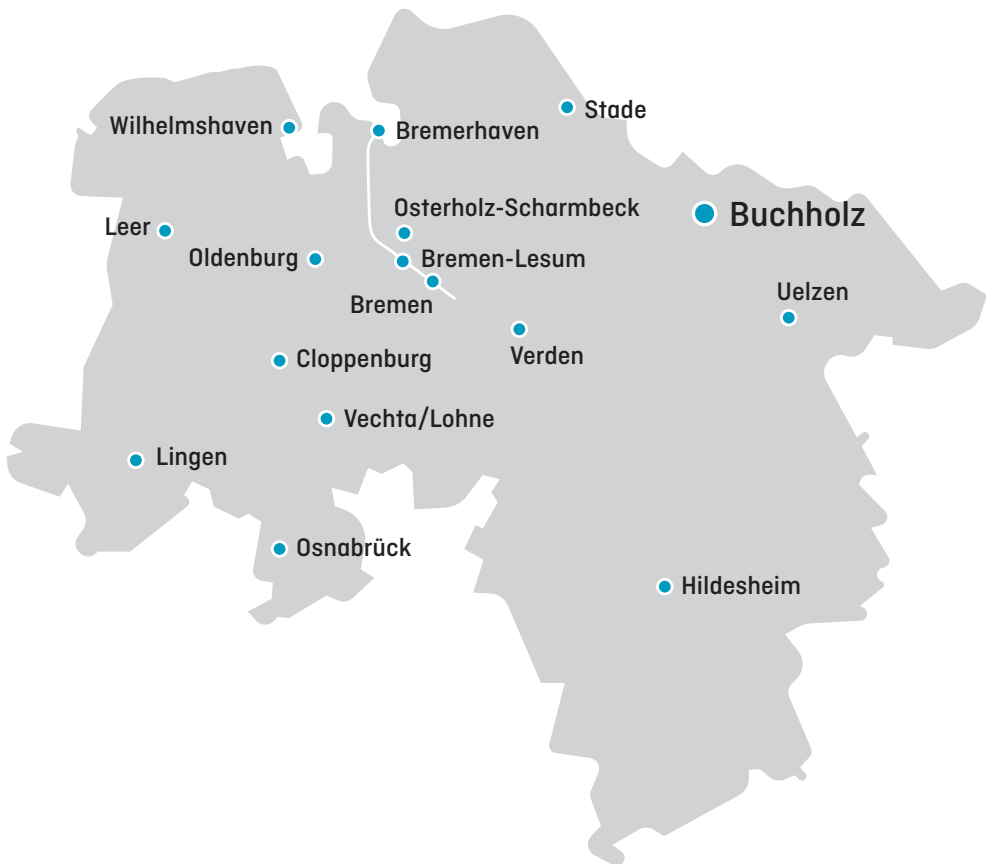 Stade
Wilhelmshaven
Bremerhaven
Osterholz-Scharmbeck
Buchholz
Leer
Oldenburg
Bremen-Lesum
Uelzen
Bremen
Verden
Cloppenburg
Vechta/Lohne
Lingen
Osnabrück
Hildesheim